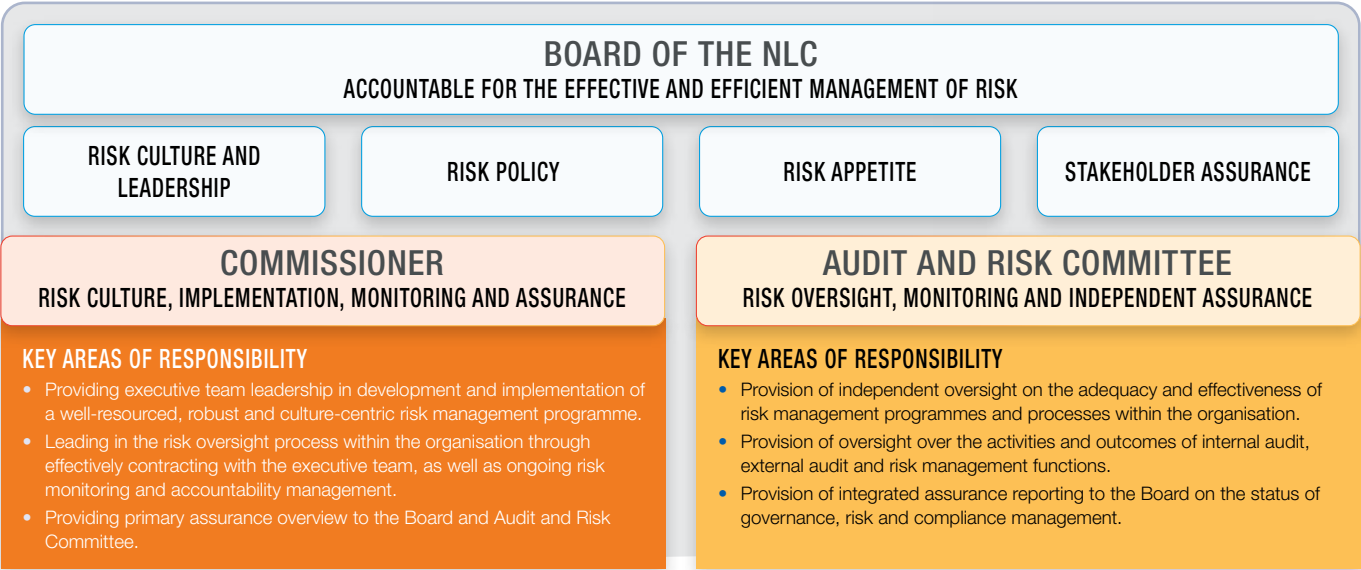 BOARD OF THE NLC
ACCOUNTABLE FOR THE EFFECTIVE AND EFFICIENT MANAGEMENT OF RISK
RISK CULTURE AND
LEADERSHIP
RISK POLICY
RISK APPETITE
STAKEHOLDER ASSURANCE
COMMISSIONER
RISK CULTURE, IMPLEMENTATION, MONITORING AND ASSURANCE
KEY AREAS OF RESPONSIBILITY
• Providing executive team leadership in development and implementation of
a well-resourced, robust and culture-centric risk management programme.
• Leading in the risk oversight process within the organisation through
effectively contracting with the executive team, as well as ongoing risk
monitoring and accountability management.
• Providing primary assurance overview to the Board and Audit and Risk
Committee.
AUDIT AND RISK COMMITTEE
RISK OVERSIGHT, MONITORING AND INDEPENDENT ASSURANCE
KEY AREAS OF RESPONSIBILITY
• Provision of independent oversight on the adequacy and effectiveness of
risk management programmes and processes within the organisation.
• Provision of oversight over the activities and outcomes of internal audit,
external audit and risk management functions.
• Provision of integrated assurance reporting to the Board on the status of
governance, risk and compliance management.